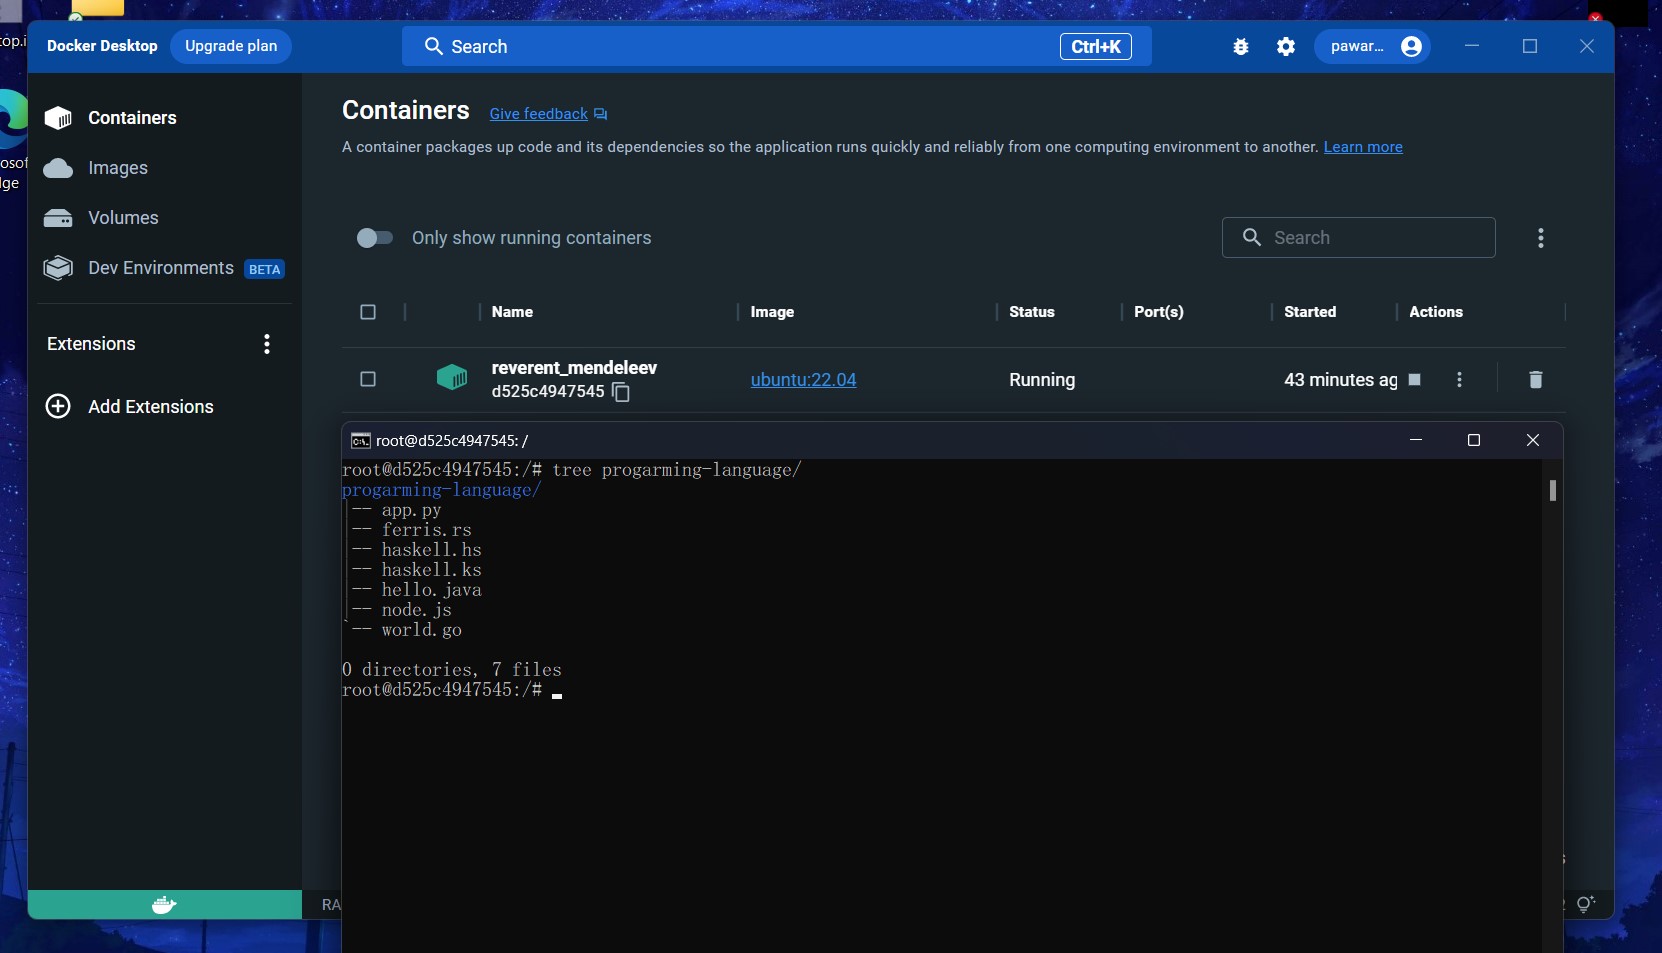 top.i
osof
lge
Docker Desktop
Upgrade plan
Search
Ctrl+K
pawar...
Containers
Images
Volumes
Dev Environments BETA
Extensions
Add Extensions
Containers Give feedback
A container packages up code and its dependencies so the application runs quickly and reliably from one computing environment to another. Learn more
Only show running containers
Search
Name Image Status Port(s) Started Actions
reverent_mendeleev
d525c4947545
ubuntu:22.04 Running 43 minutes ag
root@d525c4947545: /
root@d525c4947545:/# tree progarming-language/
progarming-language/
|-- app.py
|-- ferris.rs
|-- haskell.hs
|-- haskell.ks
|-- hello.java
|-- node.js
`-- world.go
0 directories, 7 files
root@d525c4947545:/#
RA